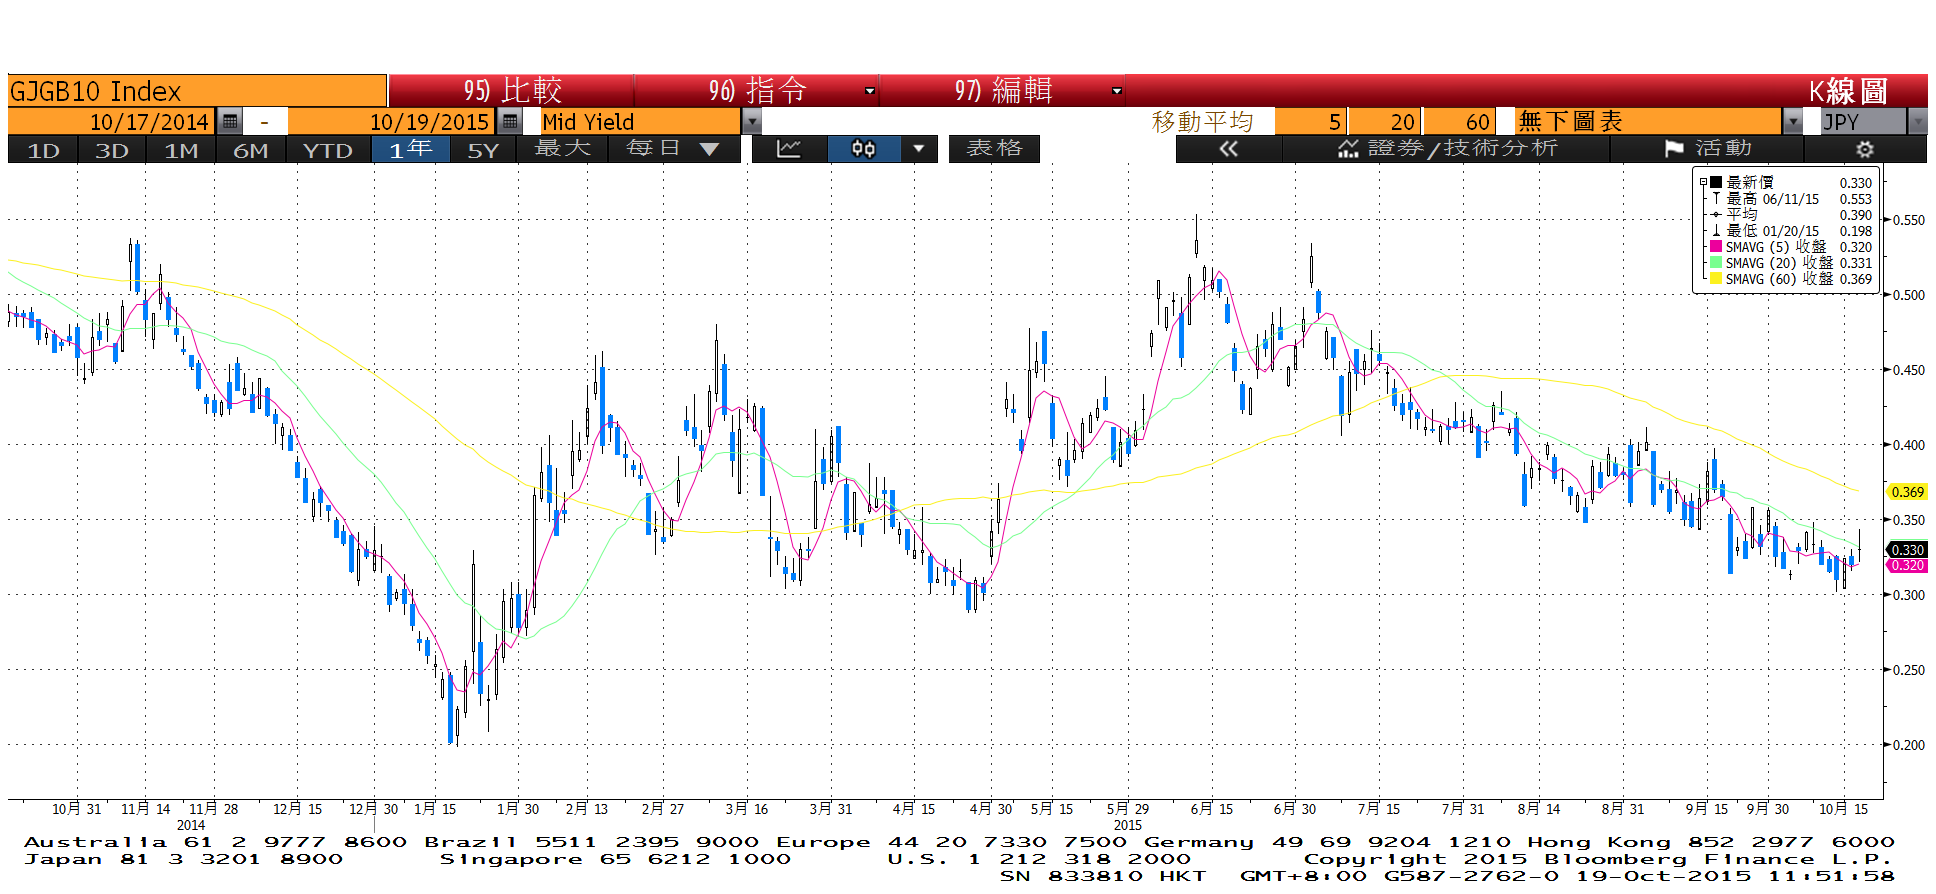 GJGB10 Index 95) 比較 96) 指令 97) 編輯 K線圖
10/17/2014 - 10/19/2015 Mid Yield 移動平均 5 20 60 無下圖表 JPY
1D 3D 1M 6M YTD 1年 5Y 最大 每日 表格 « 證券/技術分析 活動
最新價 0.330
最高 06/11/15 0.553
平均 0.390
最低 01/20/15 0.198
SMAVG (5) 收盤 0.320
SMAVG (20) 收盤 0.331
SMAVG (60) 收盤 0.369
0.550
0.500
0.450
0.400
0.369
0.350
0.330
0.320
0.300
0.250
0.200
10月 31 11月 14 11月 28 12月 15 12月 30 1月 15 1月 30 2月 13 2月 27 3月 16 3月 31 4月 15 4月 30 5月 15 5月 29 6月 15 6月 30 7月 15 7月 31 8月 14 8月 31 9月 15 9月 30 10月 15
2014 2015
Australia 61 2 9777 8600 Brazil 5511 2395 9000 Europe 44 20 7330 7500 Germany 49 69 9204 1210 Hong Kong 852 2977 6000
Japan 81 3 3201 8900 Singapore 65 6212 1000 U.S. 1 212 318 2000 Copyright 2015 Bloomberg Finance L.P.
SN 833810 HKT GMT+8:00 G587-2762-0 19-Oct-2015 11:51:58